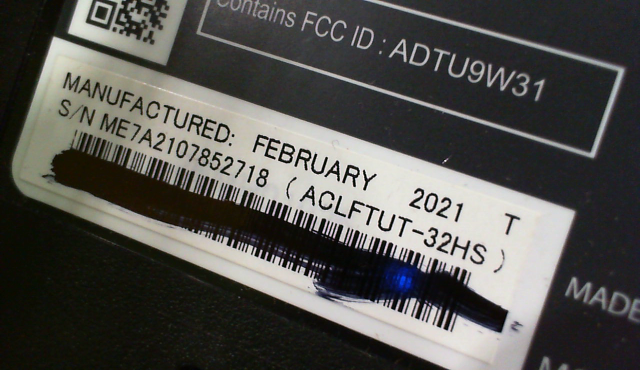 Contains FCC ID : ADTU9W31
MANUFACTURED: FEBRUARY 2021 T
S/N ME7A2107852718 (ACLFTUT-32HS)
MADE